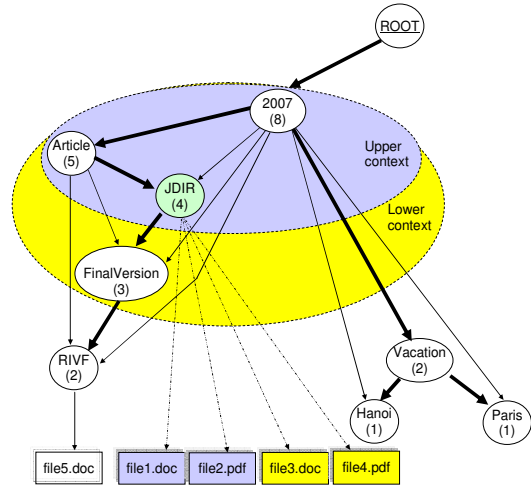 ROOT
2007
(8)
Article
(5)
Upper
context
JDIR
(4)
Lower
context
FinalVersion
(3)
RIVF
(2)
Vacation
(2)
Hanoi
(1)
Paris
(1)
file5.doc
file1.doc
file2.pdf
file3.doc
file4.pdf